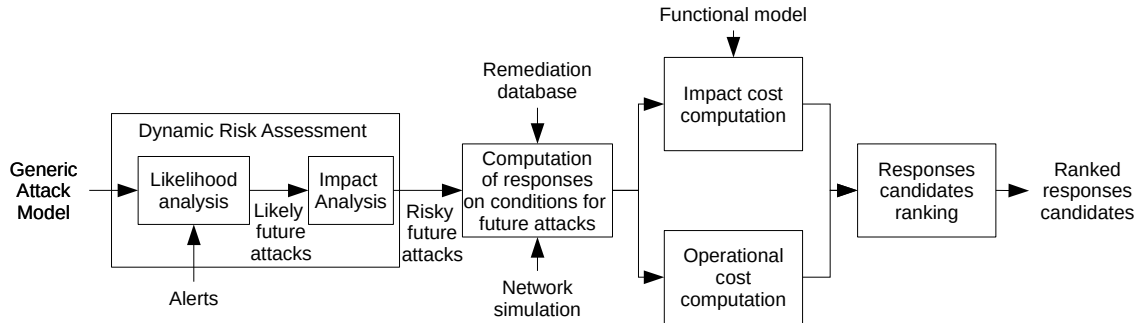 Functional model
Remediation
database
Impact cost
computation
Dynamic Risk Assessment
Generic
Attack
Model
Likelihood
analysis
Impact
Analysis
Likely
future
attacks
Risky
future
attacks
Computation
of responses
on conditions for
future attacks
Responses
candidates
ranking
Ranked
responses
candidates
Alerts
Network
simulation
Operational
cost
computation